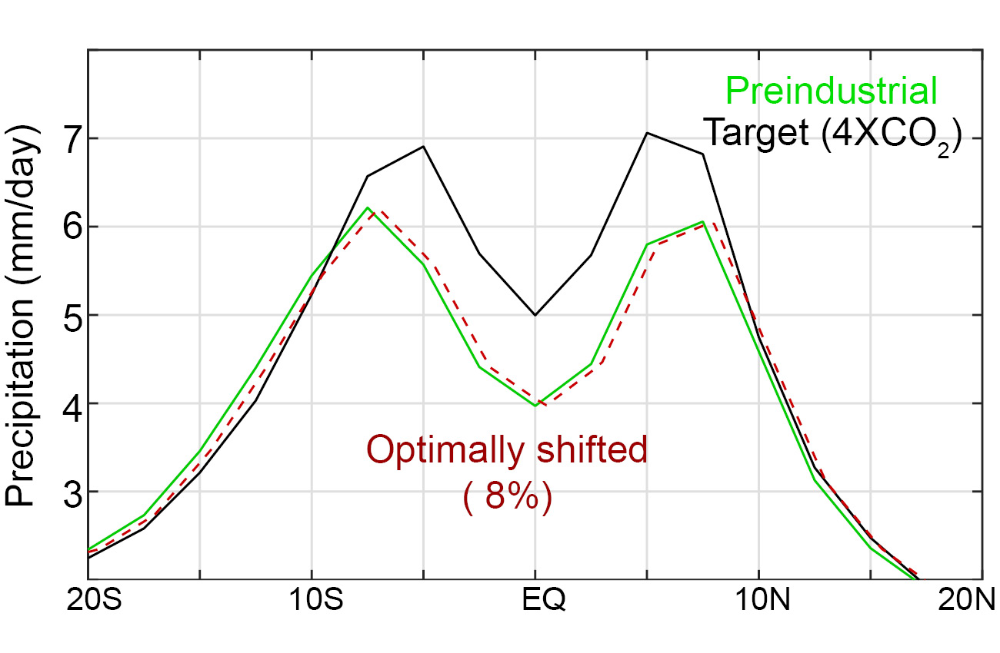 Preindustrial
Target (4XCO₂)
Precipitation (mm/day)
7
6
5
4
3
Optimally shifted
( 8%)
20S 10S EQ 10N 20N